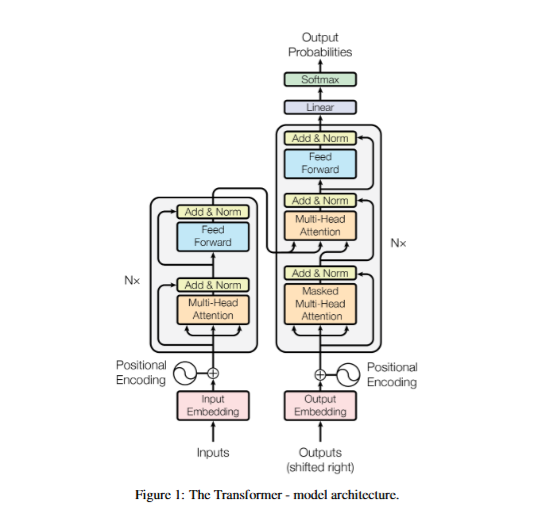 Output
Probabilities
Softmax
Linear
Add & Norm
Feed
Forward
Add & Norm
Multi-Head
Attention
Add & Norm
Masked
Multi-Head
Attention
N×
Add & Norm
Feed
Forward
Add & Norm
Multi-Head
Attention
N×
Positional
Encoding
Positional
Encoding
Input
Embedding
Output
Embedding
Inputs
Outputs
(shifted right)
Figure 1: The Transformer - model architecture.